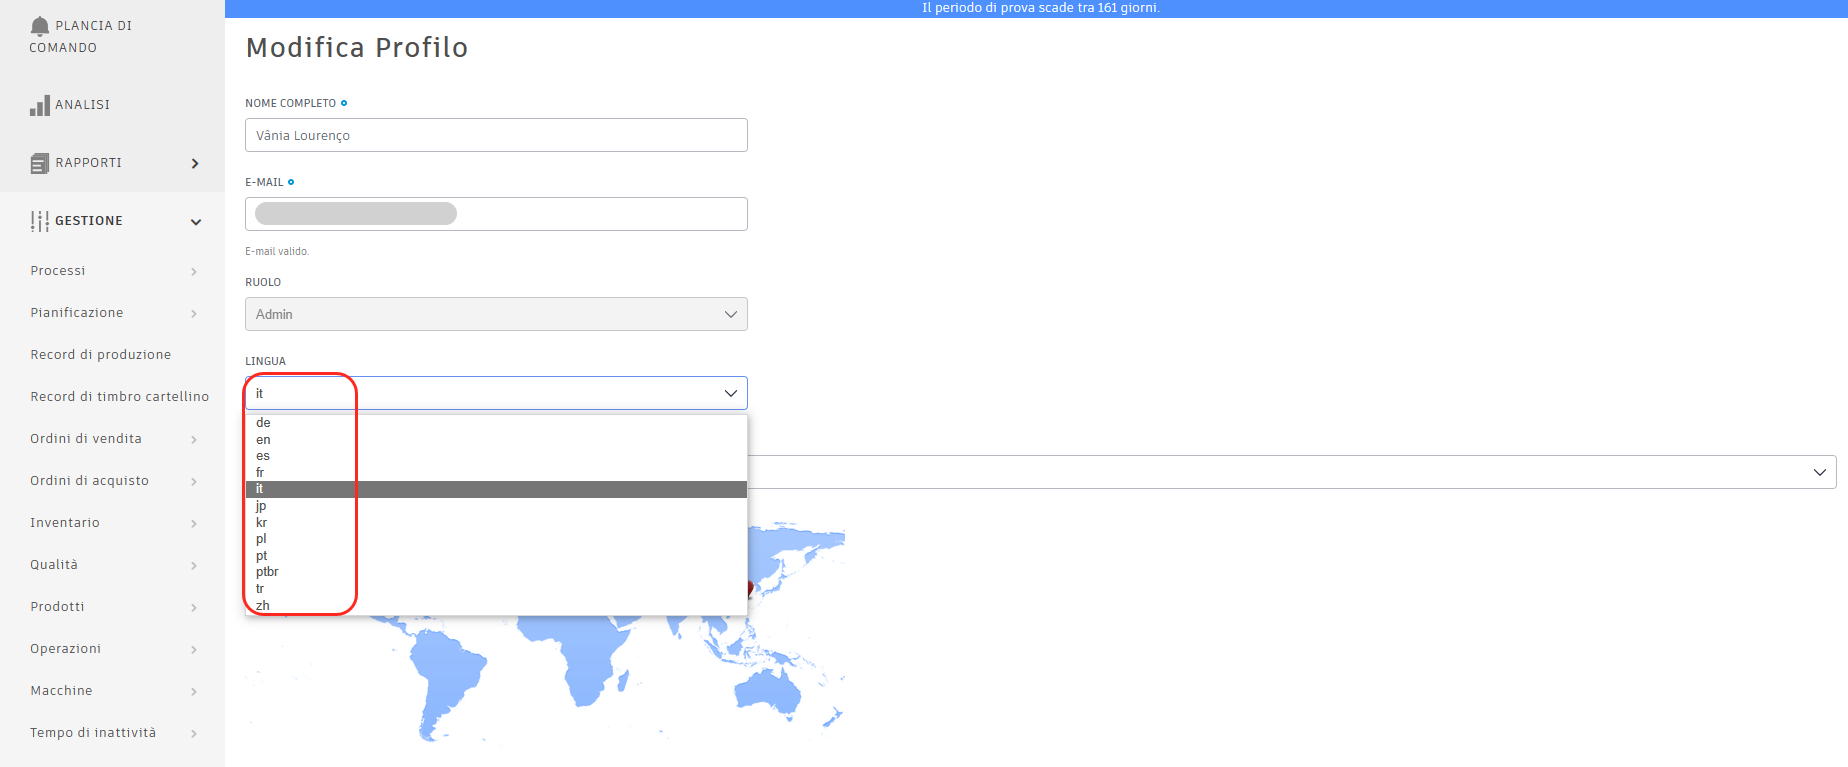 Il periodo di prova scade tra 161 giorni.
PLANCIA DI
COMANDO
ANALISI
RAPPORTI
GESTIONE
Processi
Pianificazione
Record di produzione
Record di timbro cartellino
Ordini di vendita
Ordini di acquisto
Inventario
Qualità
Prodotti
Operazioni
Macchine
Tempo di inattività
Modifica Profilo
NOME COMPLETO
Vânia Lourenço
E-MAIL
E-mail valido.
RUOLO
Admin
LINGUA
it
de
en
es
fr
it
jp
kr
pl
pt
ptbr
tr
zh